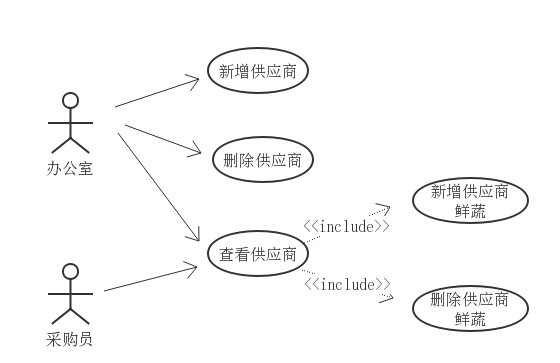 新增供应商
办公室
删除供应商
新增供应商
鲜蔬
<<include>>
查看供应商
<<include>>
采购员
删除供应商
鲜蔬